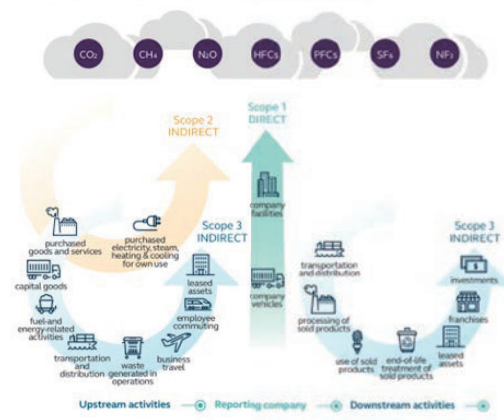 CO₂ CH₄ N₂O HFCs PFCs SF₆ NF₃
Scope 2
INDIRECT
Scope 1
DIRECT
Scope 3
INDIRECT
Scope 3
INDIRECT
purchased
goods and services
purchased
electricity, steam,
heating & cooling
for own use
capital goods
fuel-and
energy-related
activities
transportation
and
distribution
waste
generated in
operations
business
travel
employee
commuting
leased
assets
company
facilities
company
vehicles
transportation
and distribution
processing of
sold products
use of sold
products
end-of-life
treatment of
sold products
leased
assets
franchises
investments
Upstream activities
Reporting company
Downstream activities